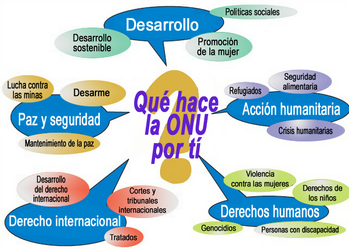 Políticas sociales
Desarrollo
Desarrollo
sostenible
Promoción
de la mujer
Lucha contra
las minas
Desarme
Paz y seguridad
Mantenimiento de la paz
Qué hace
la ONU
por tí
Seguridad
alimentaria
Refugiados
Acción humanitaria
Crisis humanitarias
Desarrollo
del derecho
internacional
Cortes y
tribunales
internacionales
Derecho internacional
Tratados
Violencia
contra las mujeres
Derechos de
los niños
Derechos humanos
Genocidios
Personas con discapacidad